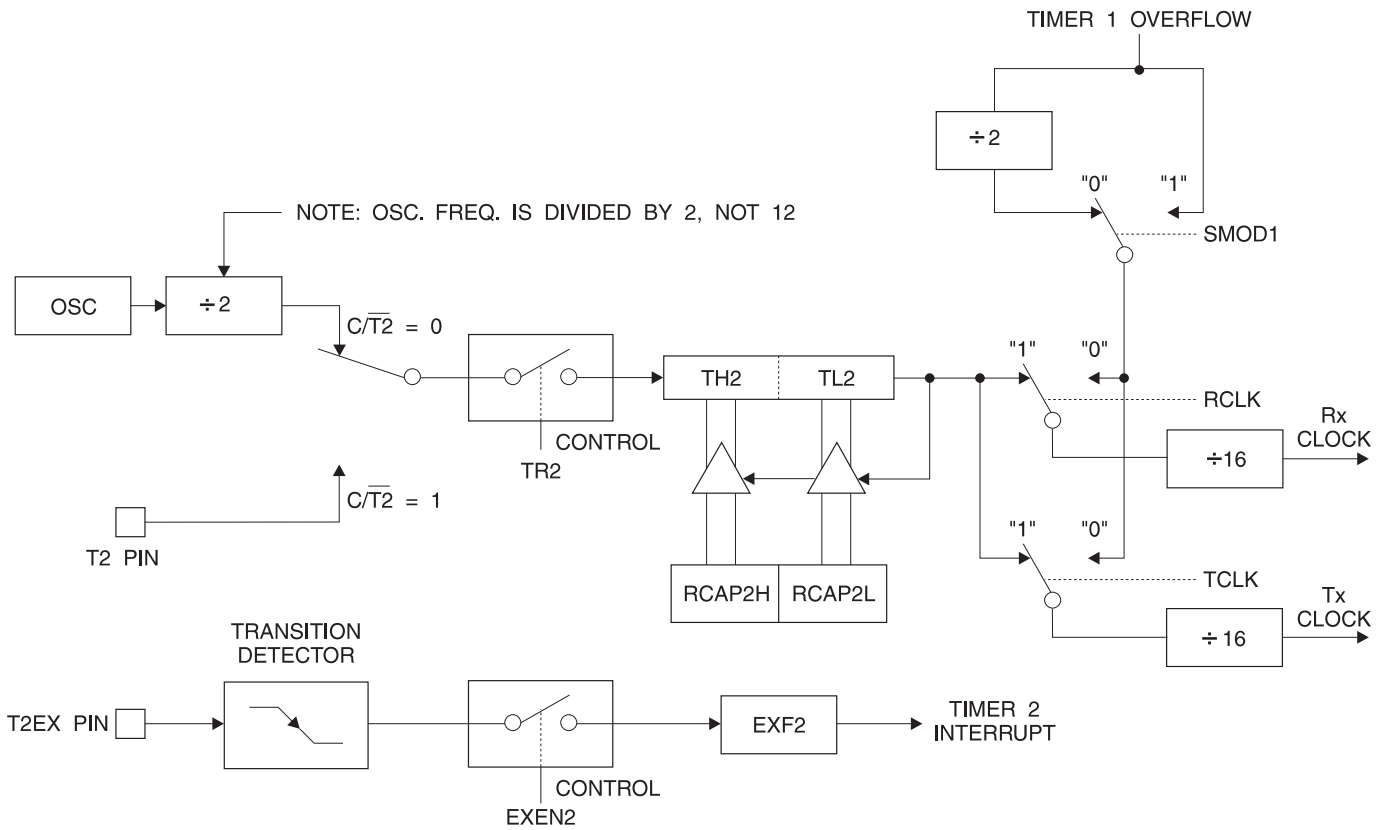 TIMER 1 OVERFLOW
÷2
"0" "1"
SMOD1
NOTE: OSC. FREQ. IS DIVIDED BY 2, NOT 12
OSC
÷2
C/T̅2̅ = 0
TH2
TL2
"1" "0"
RCLK
Rx
CLOCK
÷16
CONTROL
TR2
C/T̅2̅ = 1
T2 PIN
"1" "0"
RCAP2H
RCAP2L
TCLK
Tx
CLOCK
÷16
TRANSITION
DETECTOR
T2EX PIN
EXF2
TIMER 2
INTERRUPT
CONTROL
EXEN2